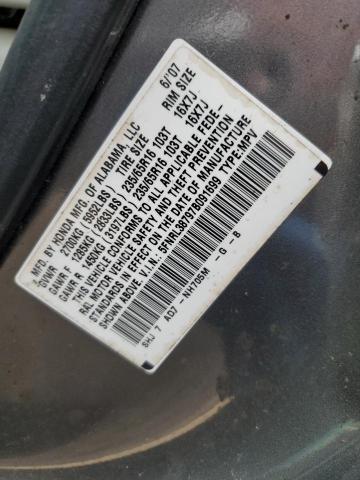 MFD. BY HONDA MFG OF ALABAMA, LLC 6/'07
GVWR 2700KG (5952LBS) TIRE SIZE RIM SIZE
GAWR F 1285KG (2833LBS) 235/65R16 103T 16X7J
GAWR R 1450KG (3197LBS) 235/65R16 103T 16X7J
THIS VEHICLE CONFORMS TO ALL APPLICABLE FEDE-
RAL MOTOR VEHICLE SAFETY AND THEFT PREVENTION
STANDARDS IN EFFECT ON THE DATE OF MANUFACTURE
SHOWN ABOVE. V.I.N.: 5FNRL38797B091699 TYPE:MPV
SHJ 7 AD7 - NH705M - G - B